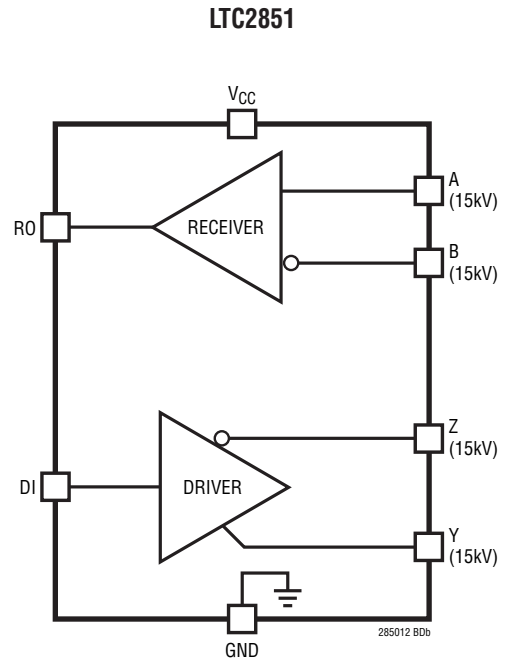 LTC2851
VCC
A
(15kV)
RO
RECEIVER
B
(15kV)
Z
(15kV)
DI
DRIVER
Y
(15kV)
285012 BDb
GND